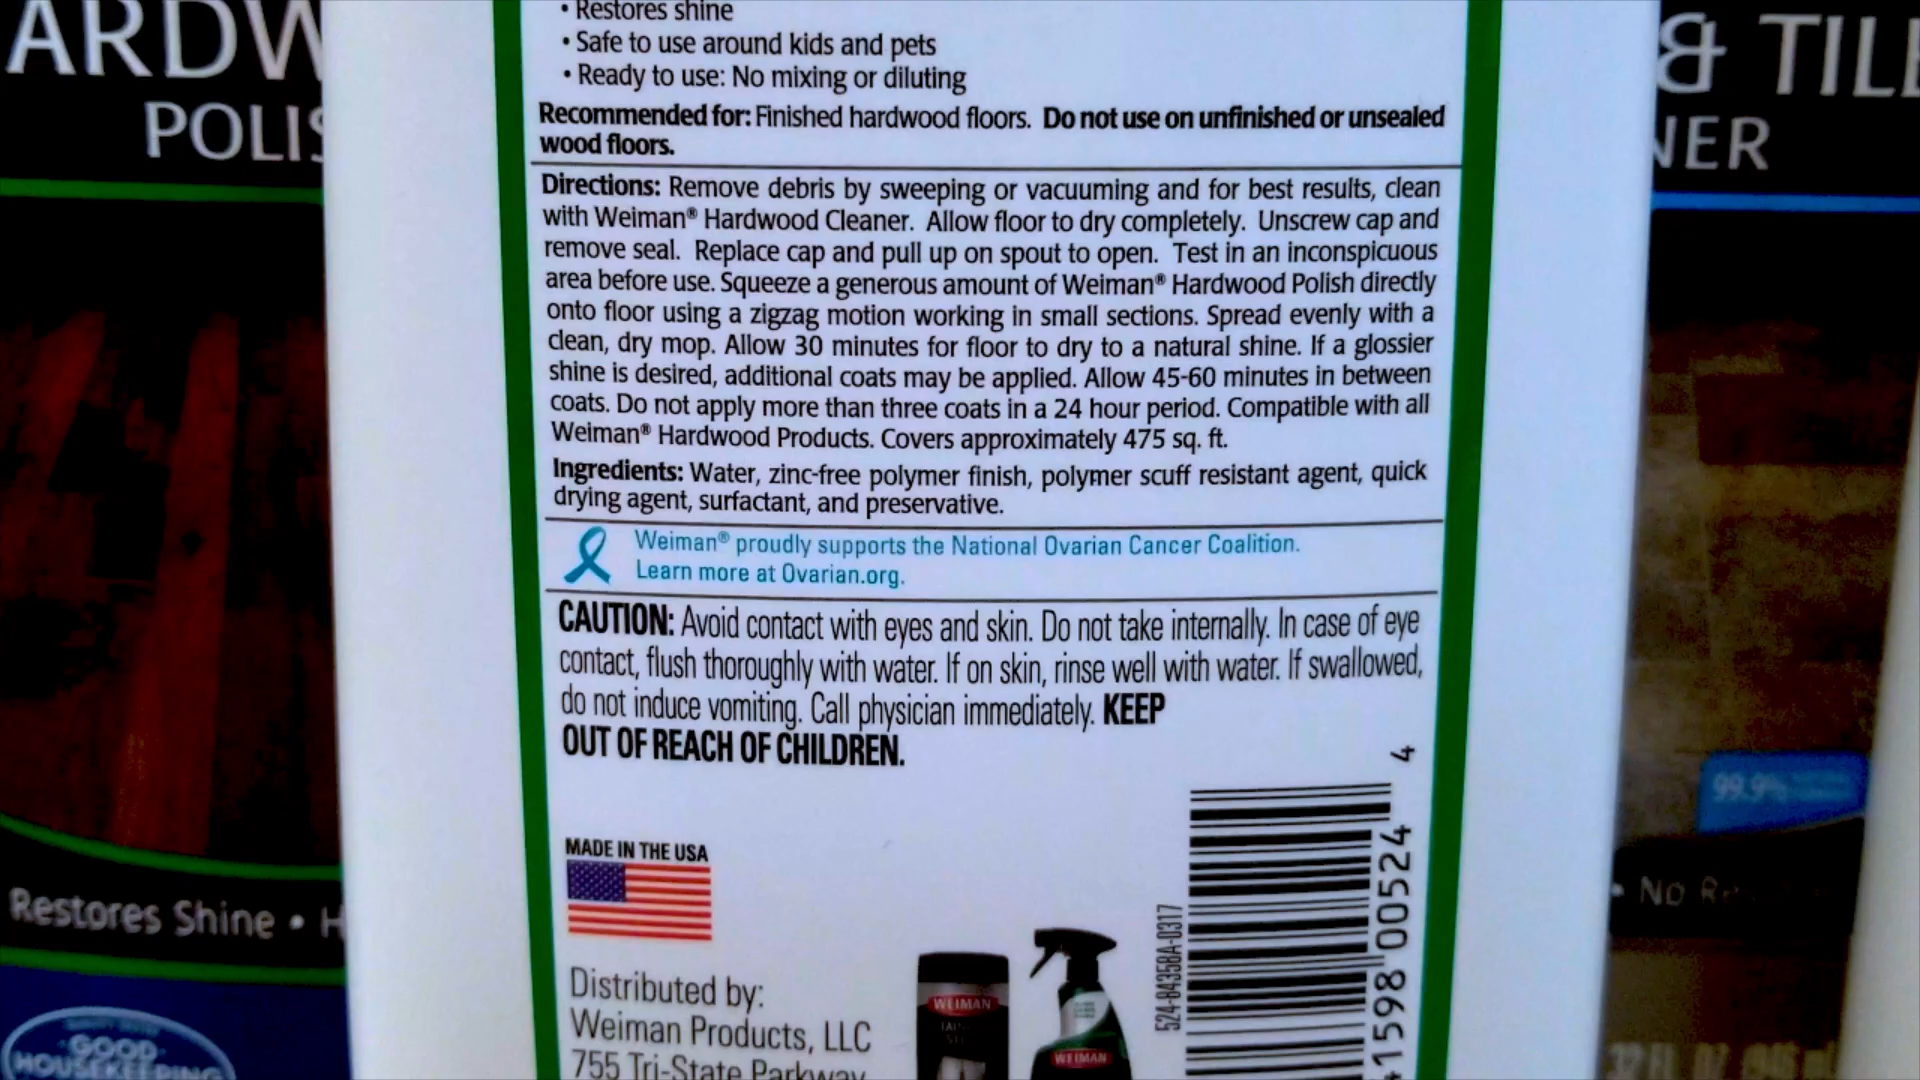 • Restores shine
• Safe to use around kids and pets
• Ready to use: No mixing or diluting
Recommended for: Finished hardwood floors. Do not use on unfinished or unsealed
wood floors.
Directions: Remove debris by sweeping or vacuuming and for best results, clean
with Weiman® Hardwood Cleaner. Allow floor to dry completely. Unscrew cap and
remove seal. Replace cap and pull up on spout to open. Test in an inconspicuous
area before use. Squeeze a generous amount of Weiman® Hardwood Polish directly
onto floor using a zigzag motion working in small sections. Spread evenly with a
clean, dry mop. Allow 30 minutes for floor to dry to a natural shine. If a glossier
shine is desired, additional coats may be applied. Allow 45-60 minutes in between
coats. Do not apply more than three coats in a 24 hour period. Compatible with all
Weiman® Hardwood Products. Covers approximately 475 sq. ft.
Ingredients: Water, zinc-free polymer finish, polymer scuff resistant agent, quick
drying agent, surfactant, and preservative.
Weiman® proudly supports the National Ovarian Cancer Coalition.
Learn more at Ovarian.org.
CAUTION: Avoid contact with eyes and skin. Do not take internally. In case of eye
contact, flush thoroughly with water. If on skin, rinse well with water. If swallowed,
do not induce vomiting. Call physician immediately. KEEP
OUT OF REACH OF CHILDREN.
MADE IN THE USA
Distributed by:
Weiman Products, LLC
755 Tri-State Parkway
WEIMAN
WEIMAN
524-84358A-0317
41598 00524 4
ARDW
POLIS
Restores Shine • H
GOOD
HOUSEKEEPING
& TILE
NER
99.9%
• No R